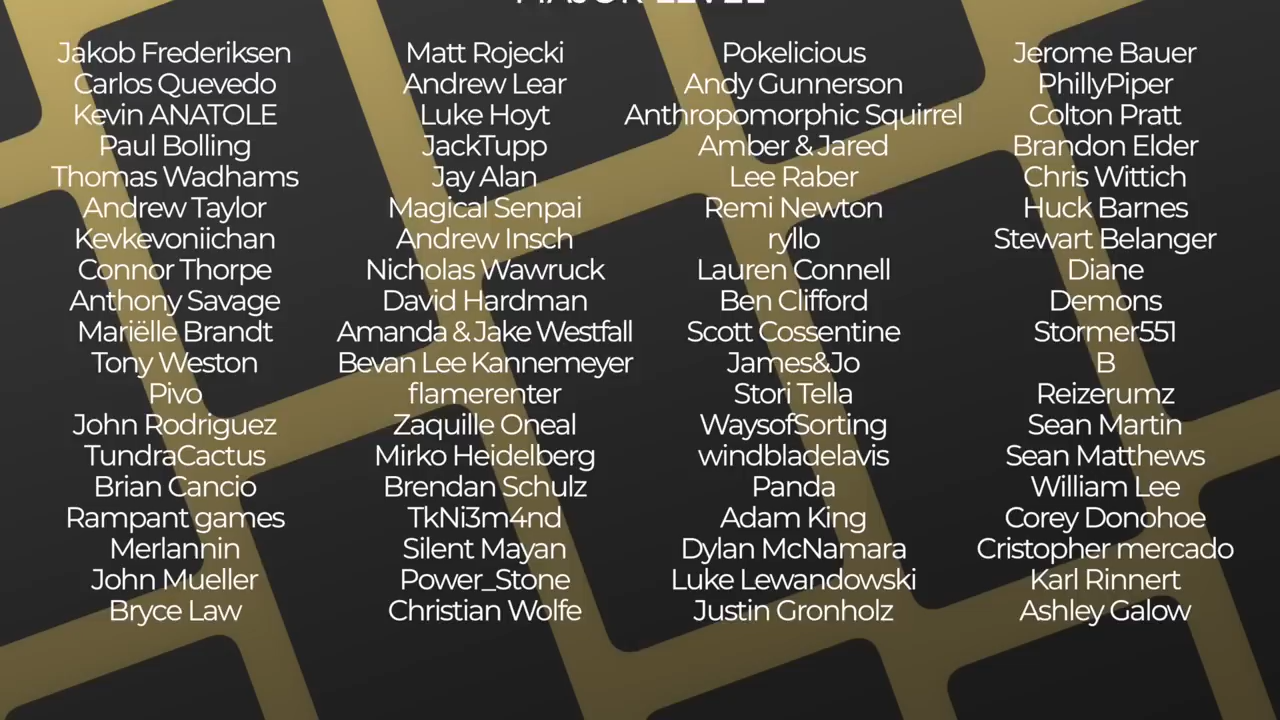 MAJOR LEVEL
Jakob Frederiksen
Carlos Quevedo
Kevin ANATOLE
Paul Bolling
Thomas Wadhams
Andrew Taylor
Kevkevoniichan
Connor Thorpe
Anthony Savage
Mariëlle Brandt
Tony Weston
Pivo
John Rodriguez
TundraCactus
Brian Cancio
Rampant games
Merlannin
John Mueller
Bryce Law
Matt Rojecki
Andrew Lear
Luke Hoyt
JackTupp
Jay Alan
Magical Senpai
Andrew Insch
Nicholas Wawruck
David Hardman
Amanda & Jake Westfall
Bevan Lee Kannemeyer
flamerenter
Zaquille Oneal
Mirko Heidelberg
Brendan Schulz
TkNi3m4nd
Silent Mayan
Power_Stone
Christian Wolfe
Pokelicious
Andy Gunnerson
Anthropomorphic Squirrel
Amber & Jared
Lee Raber
Remi Newton
ryllo
Lauren Connell
Ben Clifford
Scott Cossentine
James&Jo
Stori Tella
WaysofSorting
windbladelavis
Panda
Adam King
Dylan McNamara
Luke Lewandowski
Justin Gronholz
Jerome Bauer
PhillyPiper
Colton Pratt
Brandon Elder
Chris Wittich
Huck Barnes
Stewart Belanger
Diane
Demons
Stormer551
B
Reizerumz
Sean Martin
Sean Matthews
William Lee
Corey Donohoe
Cristopher mercado
Karl Rinnert
Ashley Galow